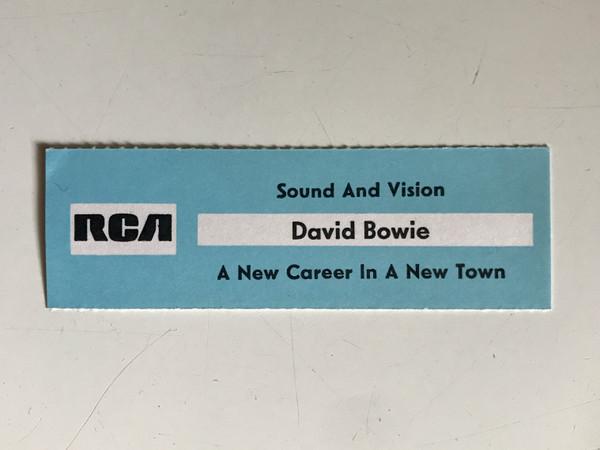 Sound And Vision
RCA
David Bowie
A New Career In A New Town